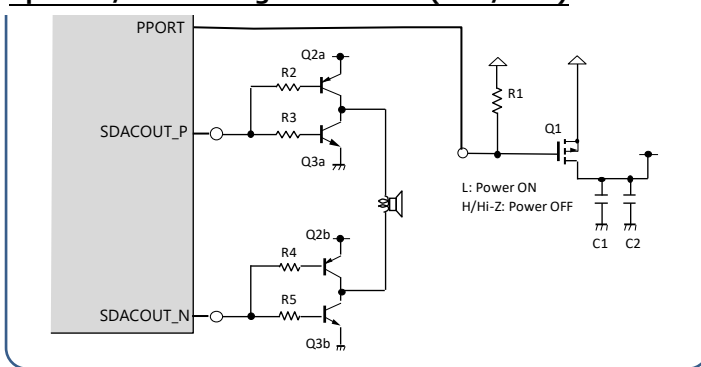 PPORT
Q2a
R2
R1
R3
Q1
SDACOUT_P
Q3a
L: Power ON
H/Hi-Z: Power OFF
C1 C2
Q2b
R4
R5
SDACOUT_N
Q3b